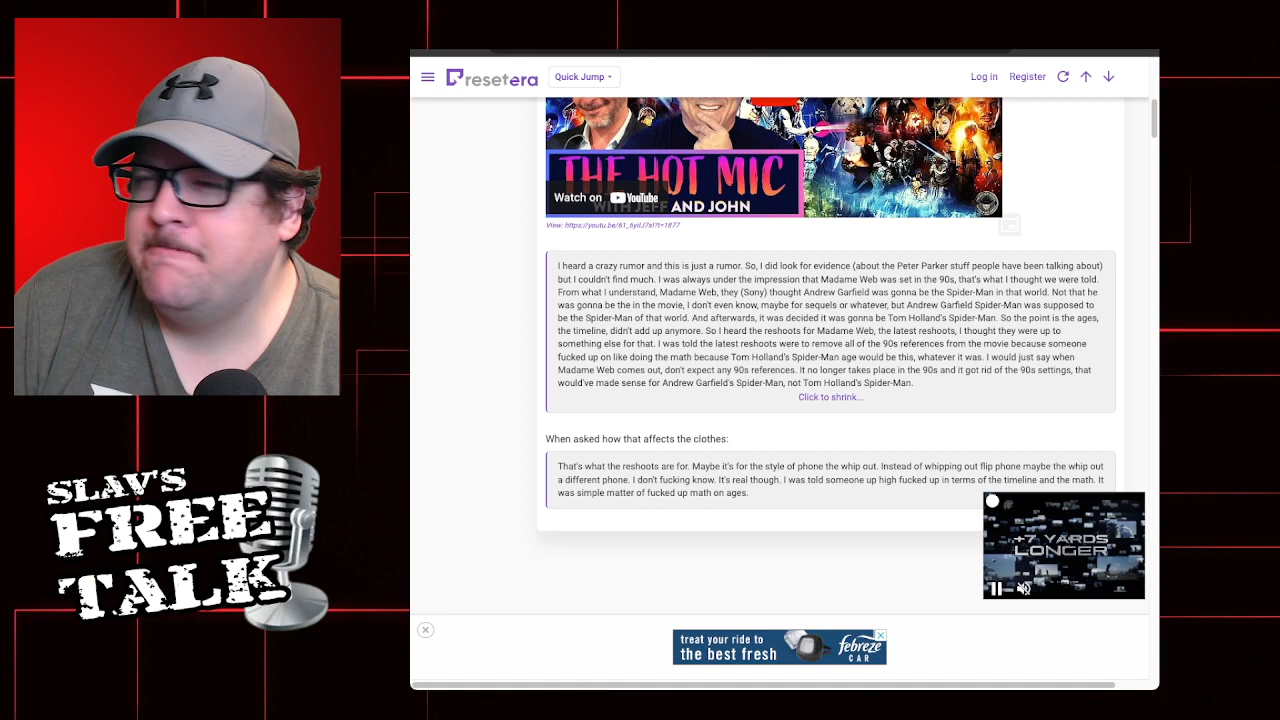 resetera
Quick Jump
Log in
Register
THE HOT MIC
Watch on YouTube
WITH JEFF AND JOHN
View: https://youtu.be/61_6yilJ7aI?t=1877
I heard a crazy rumor and this is just a rumor. So, I did look for evidence (about the Peter Parker stuff people have been talking about)
but I couldn't find much. I was always under the impression that Madame Web was set in the 90s, that's what I thought we were told.
From what I understand, Madame Web, they (Sony) thought Andrew Garfield was gonna be the Spider-Man in that world. Not that he
was gonna be the in the movie, I don't even know, maybe for sequels or whatever, but Andrew Garfield Spider-Man was supposed to
be the Spider-Man of that world. And afterwards, it was decided it was gonna be Tom Holland's Spider-Man. So the point is the ages,
the timeline, didn't add up anymore. So I heard the reshoots for Madame Web, the latest reshoots, I thought they were up to
something else for that. I was told the latest reshoots were to remove all of the 90s references from the movie because someone
fucked up on like doing the math because Tom Holland's Spider-Man age would be this, whatever it was. I would just say when
Madame Web comes out, don't expect any 90s references. It no longer takes place in the 90s and it got rid of the 90s settings, that
would've made sense for Andrew Garfield's Spider-Man, not Tom Holland's Spider-Man.
Click to shrink...
When asked how that affects the clothes:
That's what the reshoots are for. Maybe it's for the style of phone the whip out. Instead of whipping out flip phone maybe the whip out
a different phone. I don't fucking know. It's real though. I was told someone up high fucked up in terms of the timeline and the math. It
was simple matter of fucked up math on ages.
+7 YARDS
LONGER
treat your ride to
the best fresh
febreze
CAR
SLAV'S
FREE
TALK